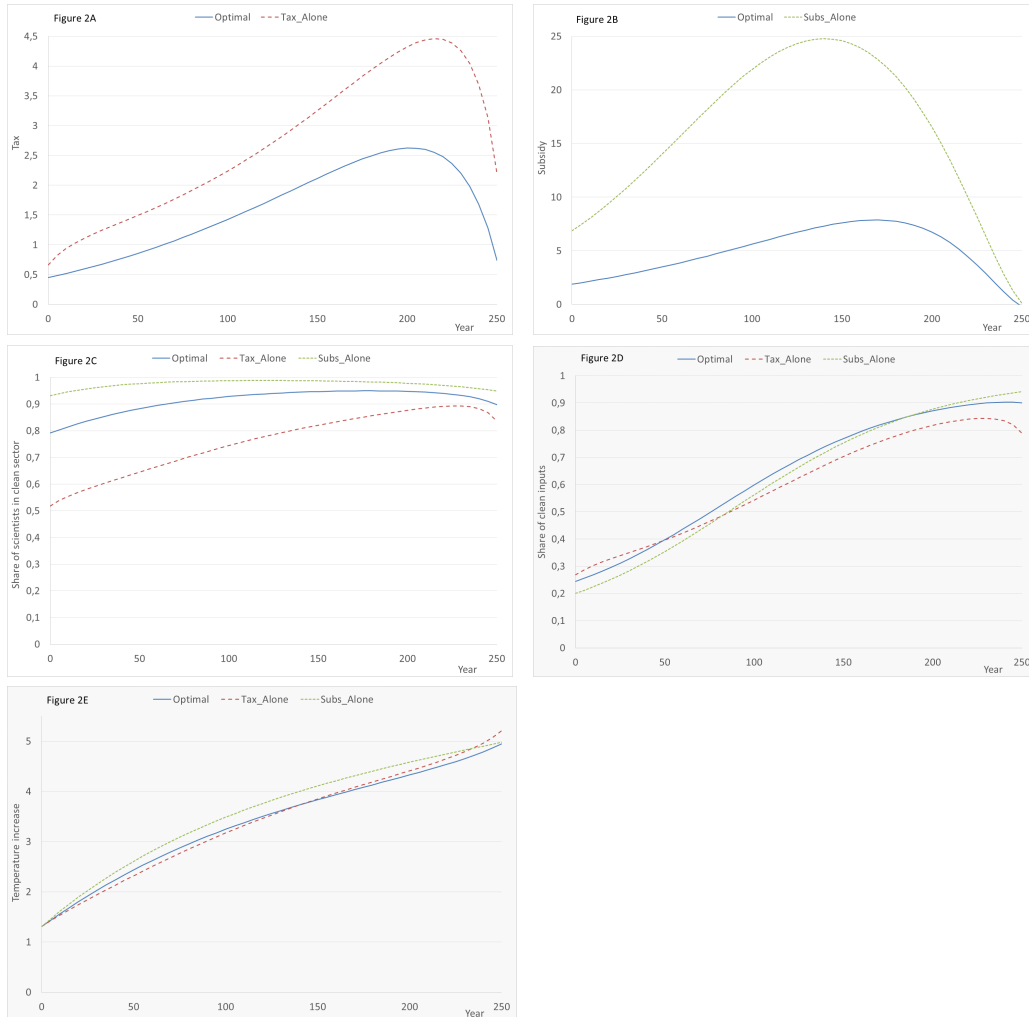 Figure 2A
Optimal Tax_Alone
4,5
4
3,5
3
2,5
2
1,5
1
0,5
0
Tax
0 50 100 150 200 250
Year
Figure 2B
Optimal Subs_Alone
25
20
15
10
5
0
Subsidy
0 50 100 150 200 250
Year
Figure 2C
Optimal Tax_Alone Subs_Alone
1
0,9
0,8
0,7
0,6
0,5
0,4
0,3
0,2
0,1
0
Share of scientists in clean sector
0 50 100 150 200 250
Year
Figure 2D
Optimal Tax_Alone Subs_Alone
1
0,9
0,8
0,7
0,6
0,5
0,4
0,3
0,2
0,1
0
Share of clean inputs
0 50 100 150 200 250
Year
Figure 2E
Optimal Tax_Alone Subs_Alone
5
4
3
2
1
0
Temperature increase
0 50 100 150 200 250
Year